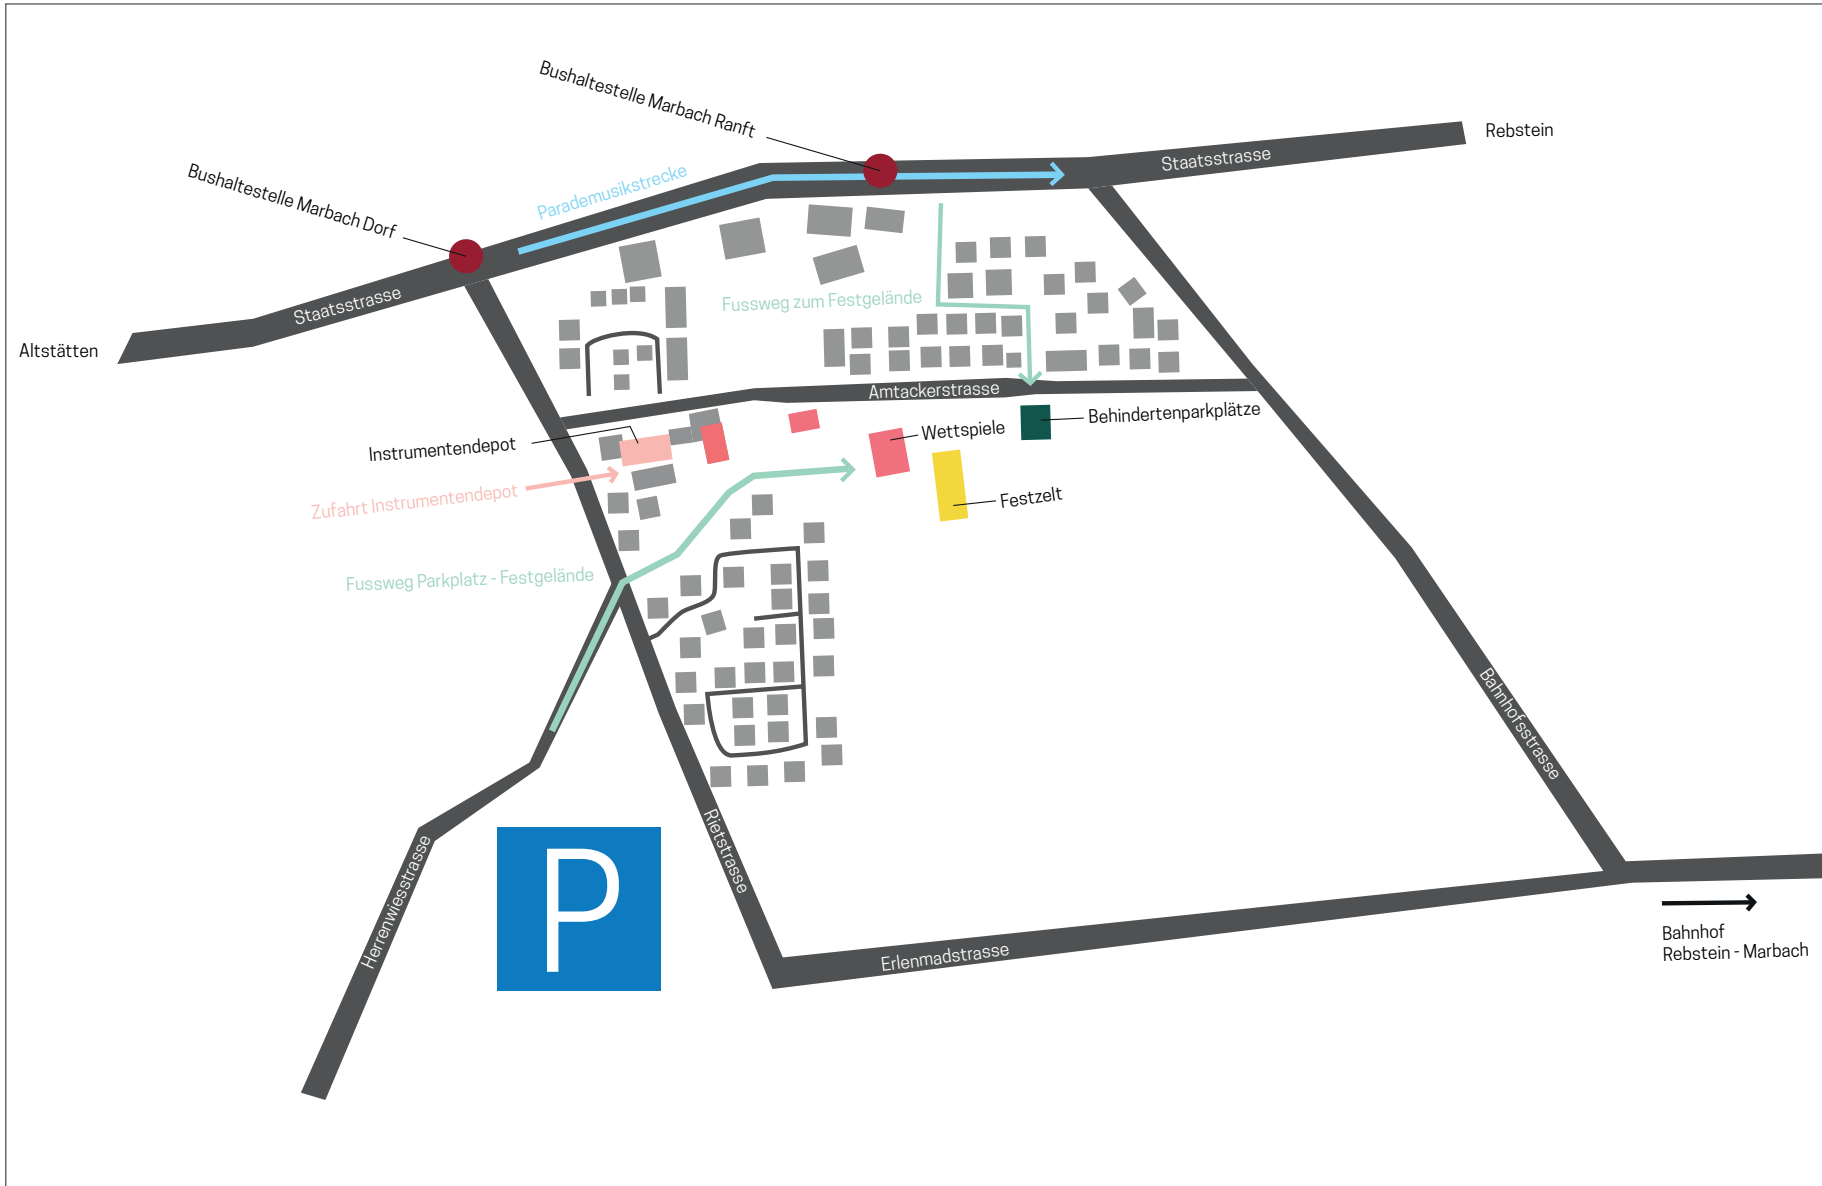 Bushaltestelle Marbach Ranft
Rebstein
Staatsstrasse
Bushaltestelle Marbach Dorf
Parademusikstrecke
Staatsstrasse
Altstätten
Fussweg zum Festgelände
Amtackerstrasse
Behindertenparkplätze
Instrumentendepot
Wettspiele
Zufahrt Instrumentendepot
Festzelt
Fussweg Parkplatz - Festgelände
Bahnhofsstrasse
Rietstrasse
Herrenwiesstrasse
P
Erlenmadstrasse
Bahnhof
Rebstein - Marbach